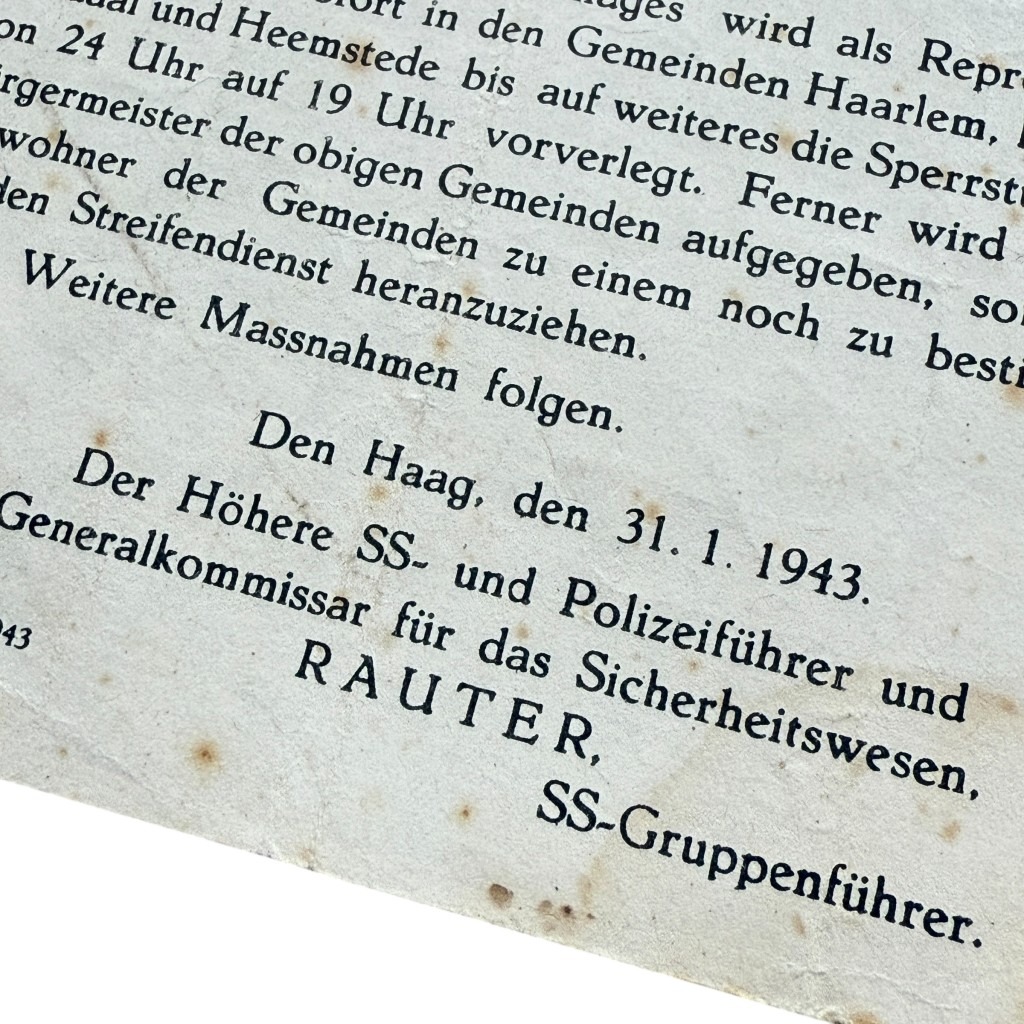 wird als
in den Gemeinden Haarlem,
und Heemstede bis auf weiteres die
24 Uhr auf 19 Uhr vorverlegt. Ferner wird
der obigen Gemeinden aufgegeben,
der Gemeinden zu einem noch zu
den Streifendienst heranzuziehen.
Weitere Massnahmen folgen.
Den Haag, den 31. 1. 1943.
Der Höhere SS- und Polizeiführer und
Generalkommissar für das Sicherheitswesen,
RAUTER,
SS-Gruppenführer.